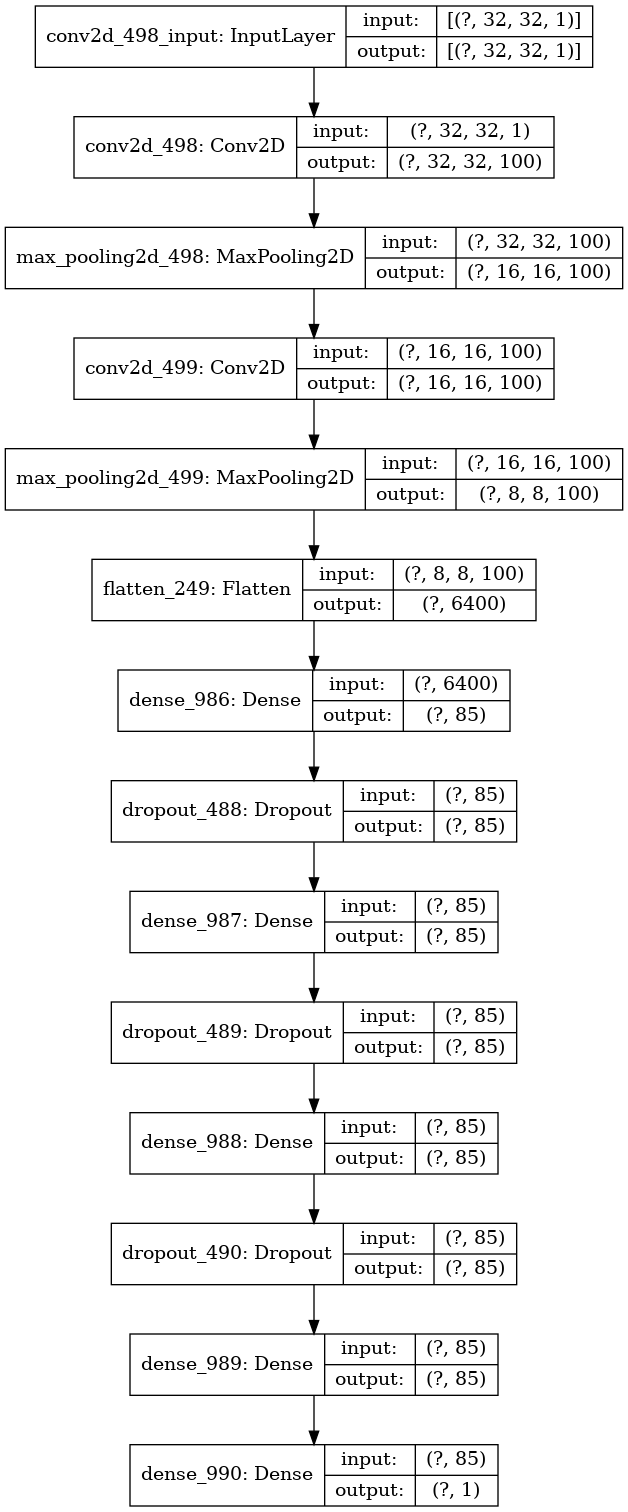 conv2d_498_input: InputLayer
input: [(?, 32, 32, 1)]
output: [(?, 32, 32, 1)]
conv2d_498: Conv2D
input: (?, 32, 32, 1)
output: (?, 32, 32, 100)
max_pooling2d_498: MaxPooling2D
input: (?, 32, 32, 100)
output: (?, 16, 16, 100)
conv2d_499: Conv2D
input: (?, 16, 16, 100)
output: (?, 16, 16, 100)
max_pooling2d_499: MaxPooling2D
input: (?, 16, 16, 100)
output: (?, 8, 8, 100)
flatten_249: Flatten
input: (?, 8, 8, 100)
output: (?, 6400)
dense_986: Dense
input: (?, 6400)
output: (?, 85)
dropout_488: Dropout
input: (?, 85)
output: (?, 85)
dense_987: Dense
input: (?, 85)
output: (?, 85)
dropout_489: Dropout
input: (?, 85)
output: (?, 85)
dense_988: Dense
input: (?, 85)
output: (?, 85)
dropout_490: Dropout
input: (?, 85)
output: (?, 85)
dense_989: Dense
input: (?, 85)
output: (?, 85)
dense_990: Dense
input: (?, 85)
output: (?, 1)